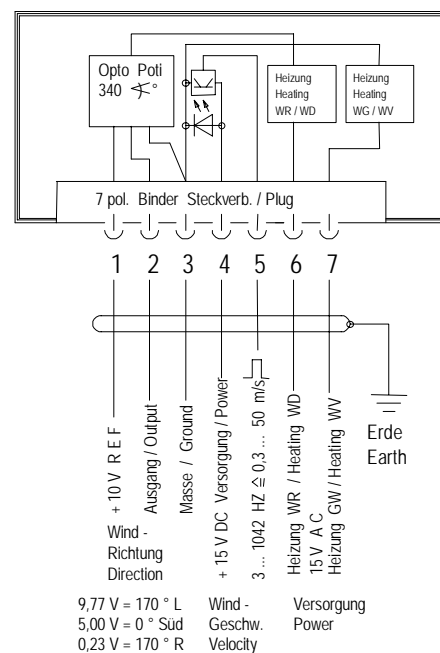 Opto Poti
340 ∢ °
Heizung
Heating
WR / WD
Heizung
Heating
WG / WV
7 pol. Binder Steckverb. / Plug
1 2 3 4 5 6 7
+ 10 V R E F
Ausgang / Output
Masse / Ground
+ 15 V DC Versorgung / Power
3 ... 1042 HZ ≙ 0,3 ... 50 m/s
Heizung WR / Heating WD
15 V A C
Heizung GW / Heating WV
Erde
Earth
Wind -
Richtung
Direction
9,77 V = 170 ° L
5,00 V = 0 ° Süd
0,23 V = 170 ° R
Wind -
Geschw.
Velocity
Versorgung
Power